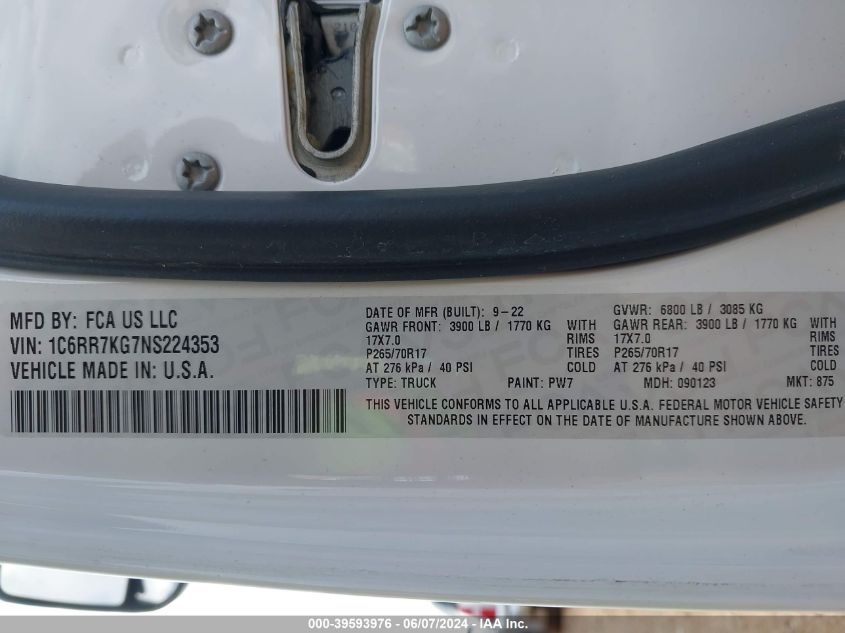 210
MFD BY: FCA US LLC
VIN: 1C6RR7KG7NS224353
VEHICLE MADE IN: U.S.A.
DATE OF MFR (BUILT): 9-22 GVWR: 6800 LB / 3085 KG
GAWR FRONT: 3900 LB / 1770 KG WITH GAWR REAR: 3900 LB / 1770 KG WITH
17X7.0 RIMS 17X7.0 RIMS
P265/70R17 TIRES P265/70R17 TIRES
AT 276 kPa / 40 PSI COLD AT 276 kPa / 40 PSI COLD
TYPE: TRUCK PAINT: PW7 MDH: 090123 MKT: 875
THIS VEHICLE CONFORMS TO ALL APPLICABLE U.S.A. FEDERAL MOTOR VEHICLE SAFETY
STANDARDS IN EFFECT ON THE DATE OF MANUFACTURE SHOWN ABOVE.
000-39593976 - 06/07/2024 - IAAI.com